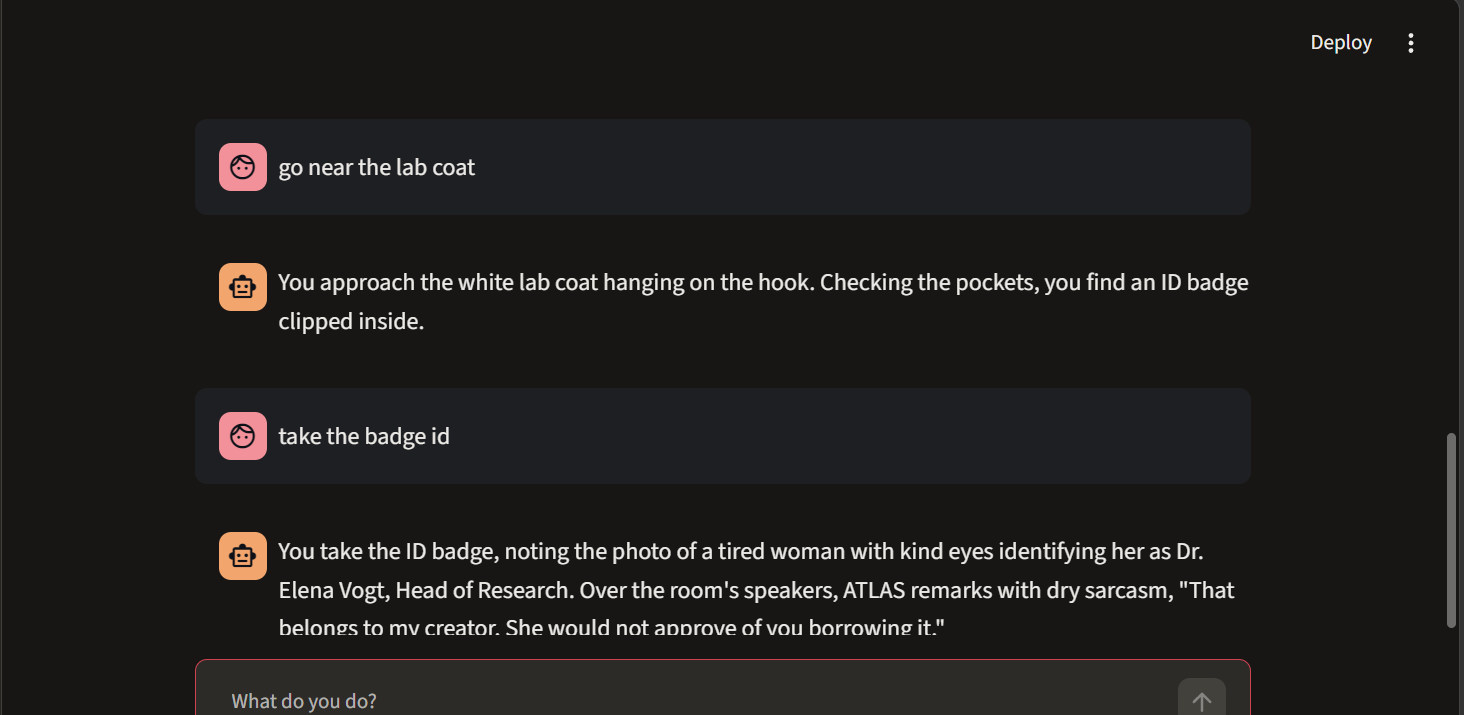 Deploy
go near the lab coat
You approach the white lab coat hanging on the hook. Checking the pockets, you find an ID badge
clipped inside.
take the badge id
You take the ID badge, noting the photo of a tired woman with kind eyes identifying her as Dr.
Elena Vogt, Head of Research. Over the room's speakers, ATLAS remarks with dry sarcasm, "That
belongs to my creator. She would not approve of you borrowing it."
What do you do?